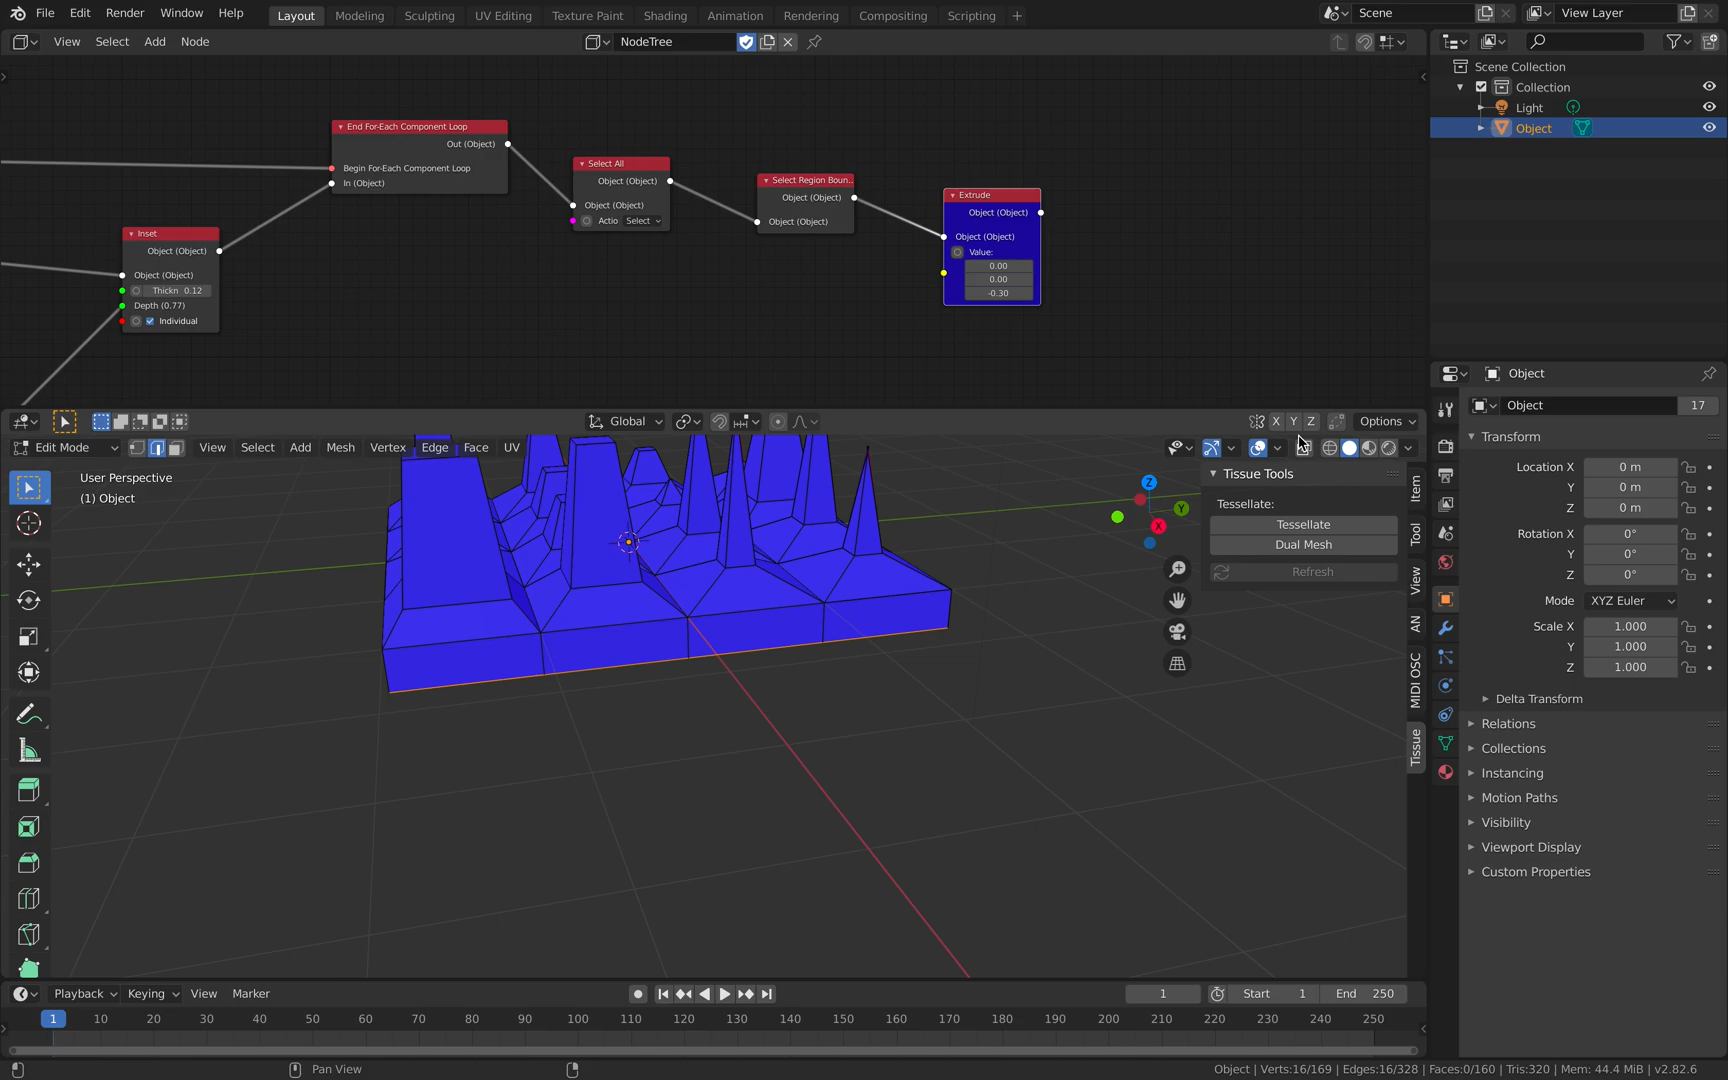 File Edit Render Window Help Layout Modeling Sculpting UV Editing Texture Paint Shading Animation Rendering Compositing Scripting + Scene View Layer
View Select Add Node NodeTree
Scene Collection
Collection
Light
Object
End For-Each Component Loop
Out (Object)
Begin For-Each Component Loop
In (Object)
Select All
Object (Object)
Object (Object)
Actio Select
Select Region Boun..
Object (Object)
Object (Object)
Extrude
Object (Object)
Object (Object)
Value:
0.00
0.00
-0.30
Inset
Object (Object)
Object (Object)
Thickn 0.12
Depth (0.77)
Individual
Object
Object 17
Global X Y Z Options
Edit Mode View Select Add Mesh Vertex Edge Face UV
User Perspective
(1) Object
Z
Y
X
Tissue Tools
Tessellate:
Tessellate
Dual Mesh
Refresh
Item
Tool
View
AN
MIDI OSC
Tissue
Transform
Location X 0 m
Y 0 m
Z 0 m
Rotation X 0°
Y 0°
Z 0°
Mode XYZ Euler
Scale X 1.000
Y 1.000
Z 1.000
Delta Transform
Relations
Collections
Instancing
Motion Paths
Visibility
Viewport Display
Custom Properties
Playback Keying View Marker 1 Start 1 End 250
1 10 20 30 40 50 60 70 80 90 100 110 120 130 140 150 160 170 180 190 200 210 220 230 240 250
Pan View
Object | Verts:16/169 | Edges:16/328 | Faces:0/160 | Tris:320 | Mem: 44.4 MiB | v2.82.6